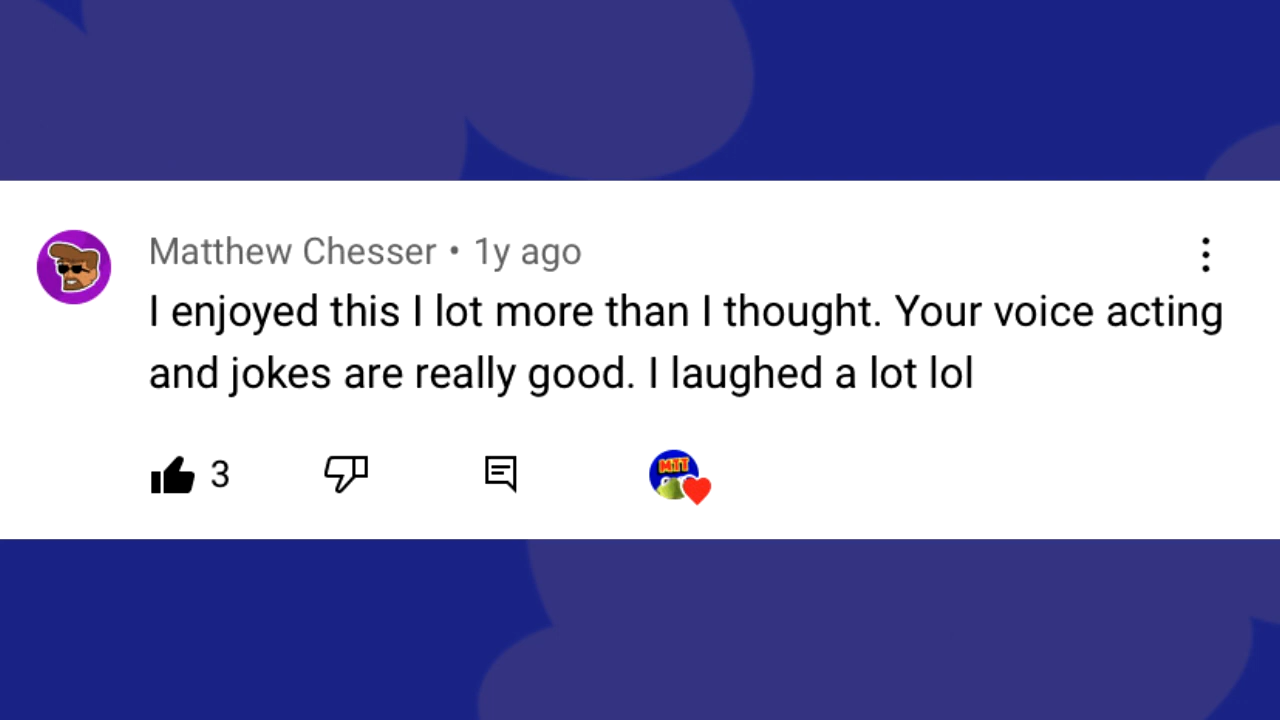 Matthew Chesser • 1y ago
I enjoyed this I lot more than I thought. Your voice acting
and jokes are really good. I laughed a lot lol
3
MTT